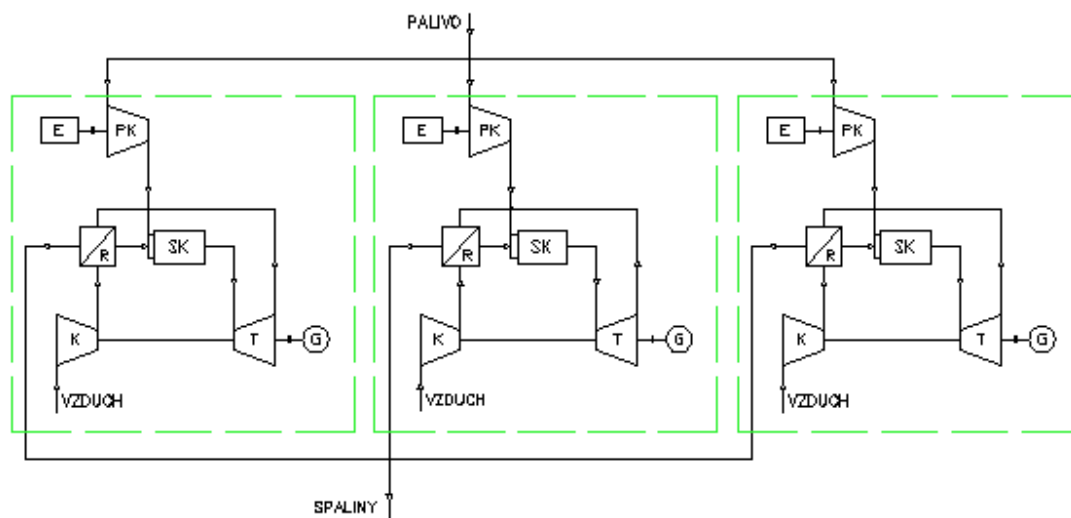 PALIVO
E PK E PK E PK
R SK R SK R SK
K T G K T G K T G
VZDUCH VZDUCH VZDUCH
SPALINY